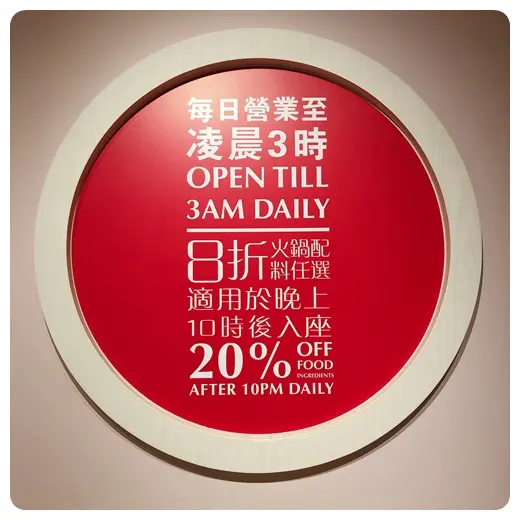 每日營業至
凌晨3時
OPEN TILL
3AM DAILY
8折火鍋配
料任選
適用於晚上
10時後入座
20% OFF
FOOD
INGREDIENTS
AFTER 10PM DAILY